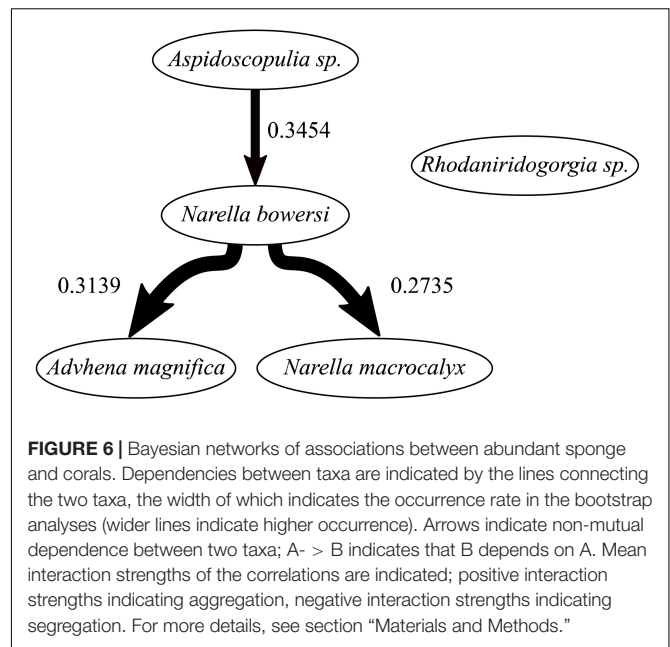 Aspidoscopulia sp.
0.3454
Rhodaniridogorgia sp.
Narella bowersi
0.3139
0.2735
Advhena magnifica
Narella macrocalyx
FIGURE 6 | Bayesian networks of associations between abundant sponge
and corals. Dependencies between taxa are indicated by the lines connecting
the two taxa, the width of which indicates the occurrence rate in the bootstrap
analyses (wider lines indicate higher occurrence). Arrows indicate non-mutual
dependence between two taxa; A- > B indicates that B depends on A. Mean
interaction strengths of the correlations are indicated; positive interaction
strengths indicating aggregation, negative interaction strengths indicating
segregation. For more details, see section “Materials and Methods.”